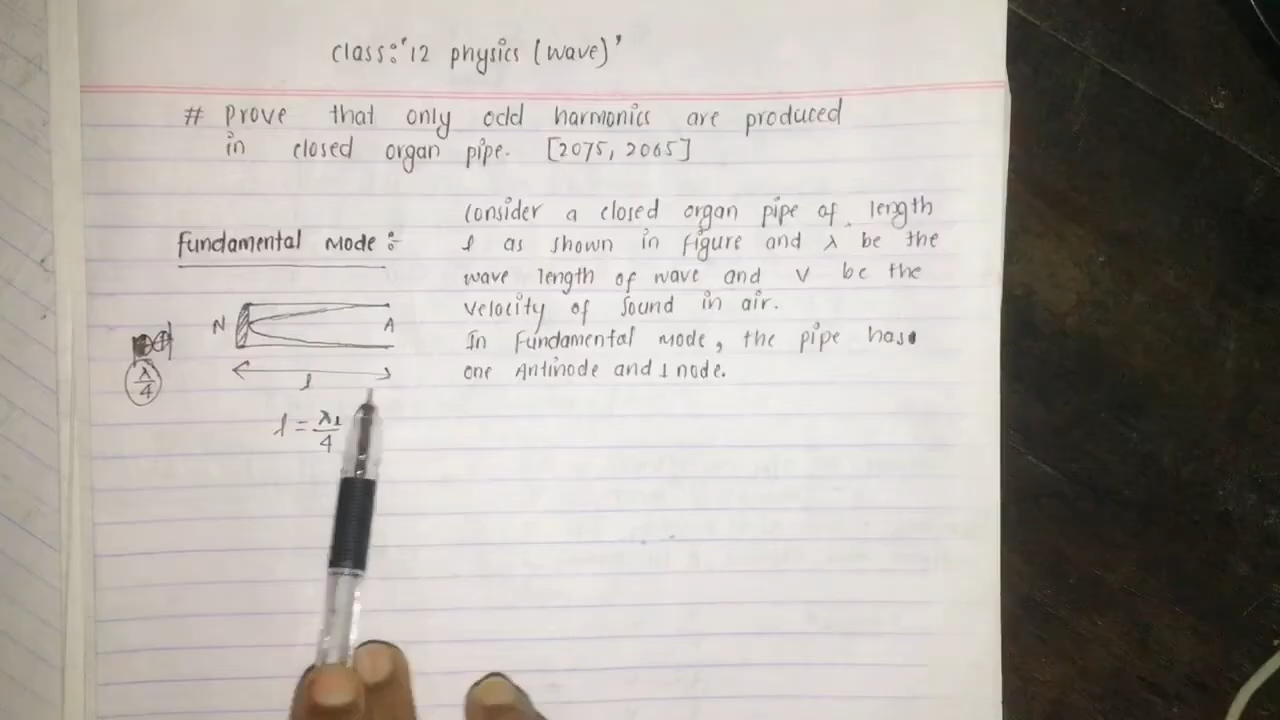 class:'12 physics (wave)'
# Prove that only odd harmonics are produced
in closed organ pipe. [2075, 2065]
Fundamental Mode :-
Consider a closed organ pipe of length
l as shown in figure and λ be the
wave length of wave and v be the
velocity of sound in air.
In Fundamental mode, the pipe has
one Antinode and 1 node.
N A
λ/4
l
l = λ1/4